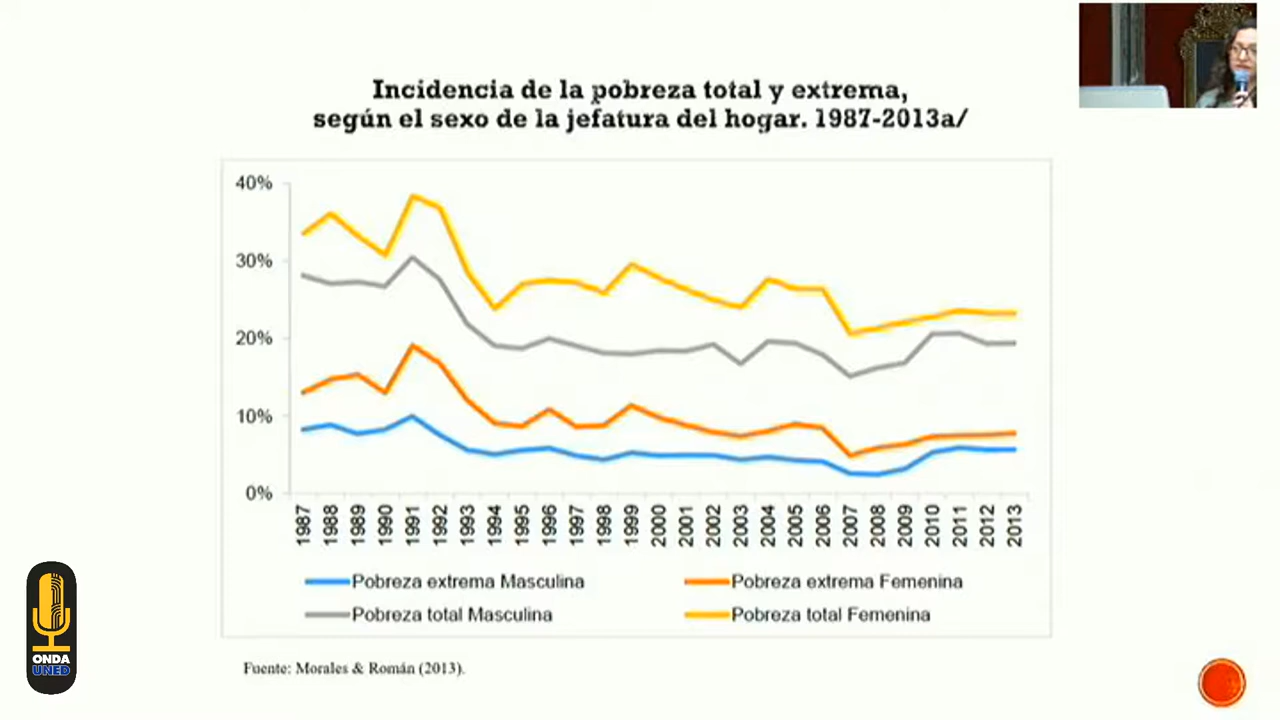 Incidencia de la pobreza total y extrema,
según el sexo de la jefatura del hogar. 1987-2013a/
40%
30%
20%
10%
0%
1987 1988 1989 1990 1991 1992 1993 1994 1995 1996 1997 1998 1999 2000 2001 2002 2003 2004 2005 2006 2007 2008 2009 2010 2011 2012 2013
Pobreza extrema Masculina
Pobreza extrema Femenina
Pobreza total Masculina
Pobreza total Femenina
Fuente: Morales & Román (2013).
ONDA
UNED